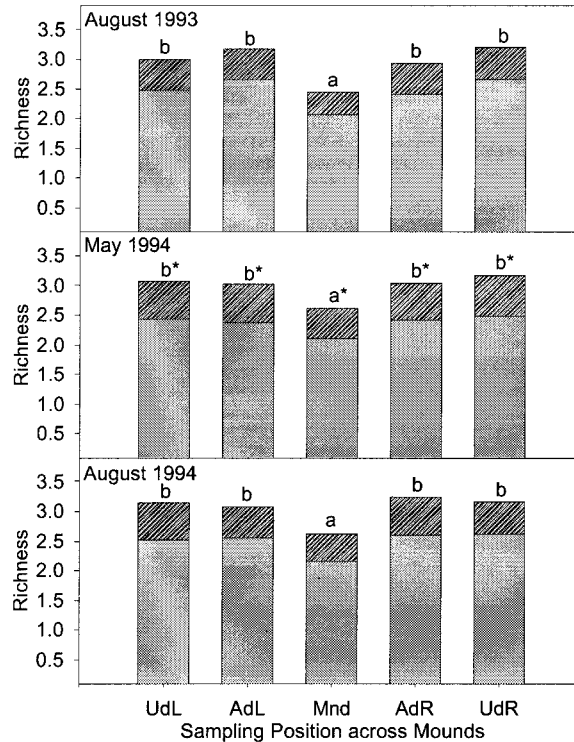 August 1993
3.5
3.0
2.5
2.0
1.5
1.0
0.5
Richness
b b a b b
May 1994
3.5
3.0
2.5
2.0
1.5
1.0
0.5
Richness
b* b* a* b* b*
August 1994
3.5
3.0
2.5
2.0
1.5
1.0
0.5
Richness
b b a b b
UdL AdL Mnd AdR UdR
Sampling Position across Mounds